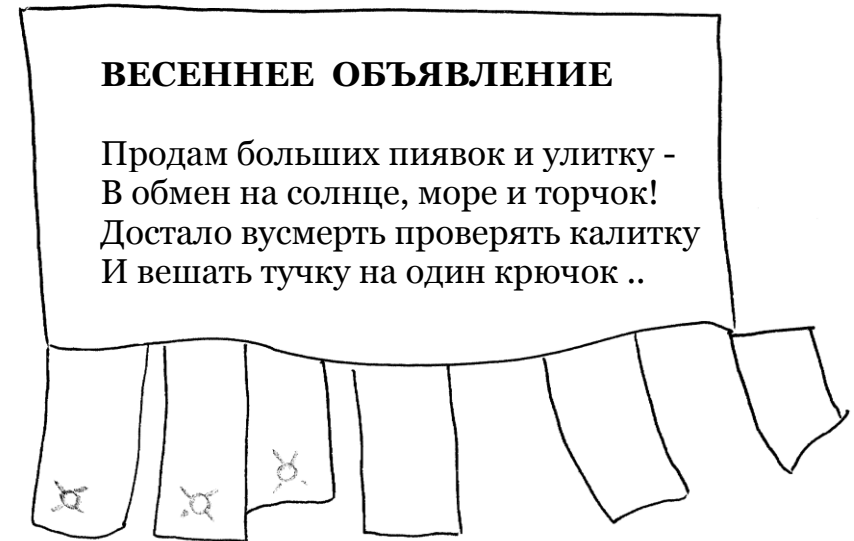 ВЕСЕННЕЕ ОБЪЯВЛЕНИЕ
Продам больших пиявок и улитку -
В обмен на солнце, море и торчок!
Достало вусмерть проверять калитку
И вешать тучку на один крючок ..